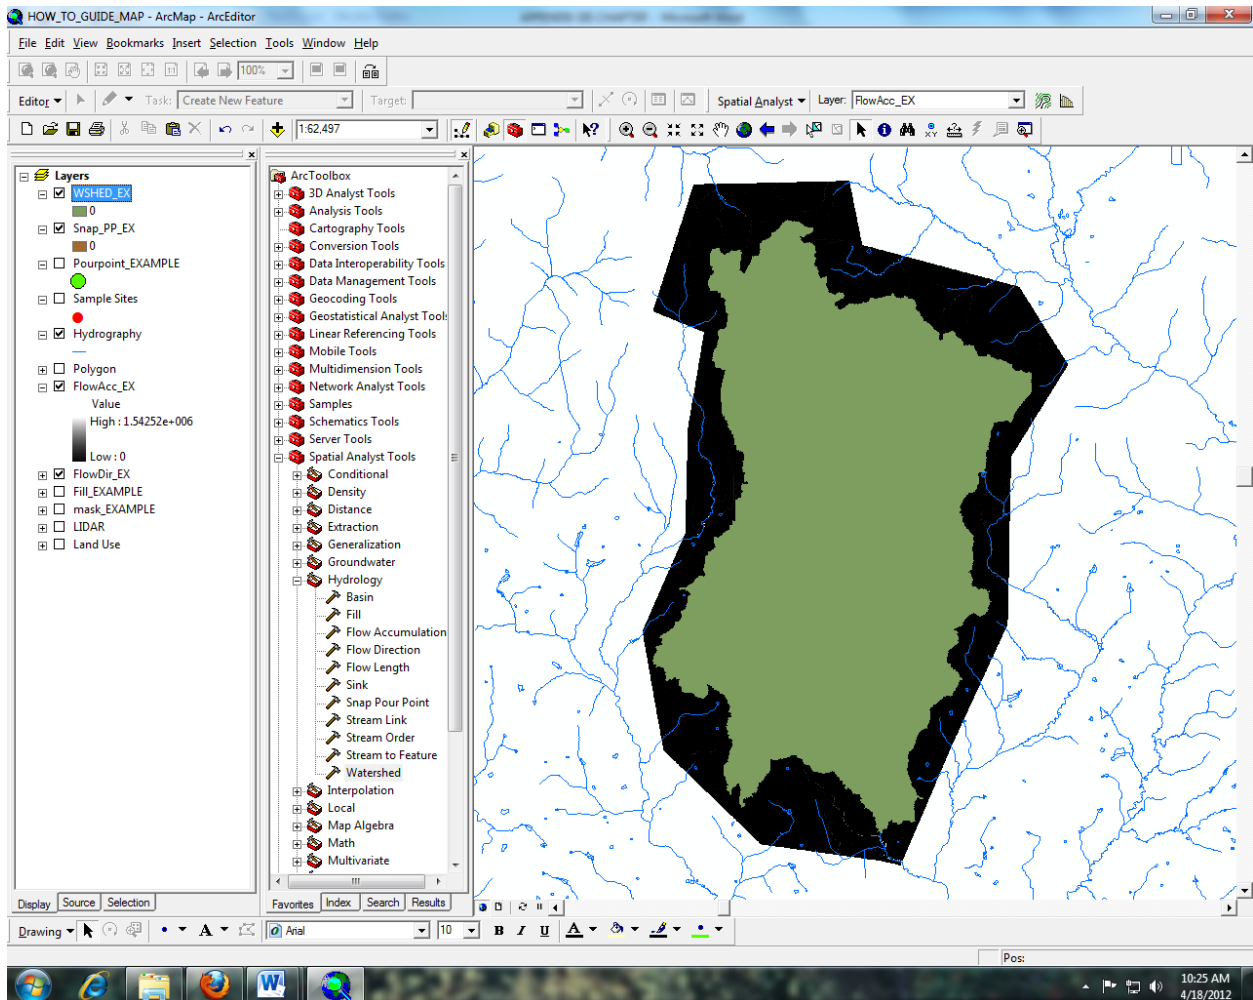 HOW_TO_GUIDE_MAP - ArcMap - ArcEditor
File Edit View Bookmarks Insert Selection Tools Window Help
100%
Editor Task: Create New Feature Target: Spatial Analyst Layer: FlowAcc_EX
1:62,497
Layers
WSHED_EX
0
Snap_PP_EX
0
Pourpoint_EXAMPLE
Sample Sites
Hydrography
Polygon
FlowAcc_EX
Value
High : 1.54252e+006
Low : 0
FlowDir_EX
Fill_EXAMPLE
mask_EXAMPLE
LIDAR
Land Use
Display Source Selection
ArcToolbox
3D Analyst Tools
Analysis Tools
Cartography Tools
Conversion Tools
Data Interoperability Tools
Data Management Tools
Geocoding Tools
Geostatistical Analyst Tools
Linear Referencing Tools
Mobile Tools
Multidimension Tools
Network Analyst Tools
Samples
Schematics Tools
Server Tools
Spatial Analyst Tools
Conditional
Density
Distance
Extraction
Generalization
Groundwater
Hydrology
Basin
Fill
Flow Accumulation
Flow Direction
Flow Length
Sink
Snap Pour Point
Stream Link
Stream Order
Stream to Feature
Watershed
Interpolation
Local
Map Algebra
Math
Multivariate
Favorites Index Search Results
Drawing A Arial 10 B I U A
Pos:
10:25 AM
4/18/2012